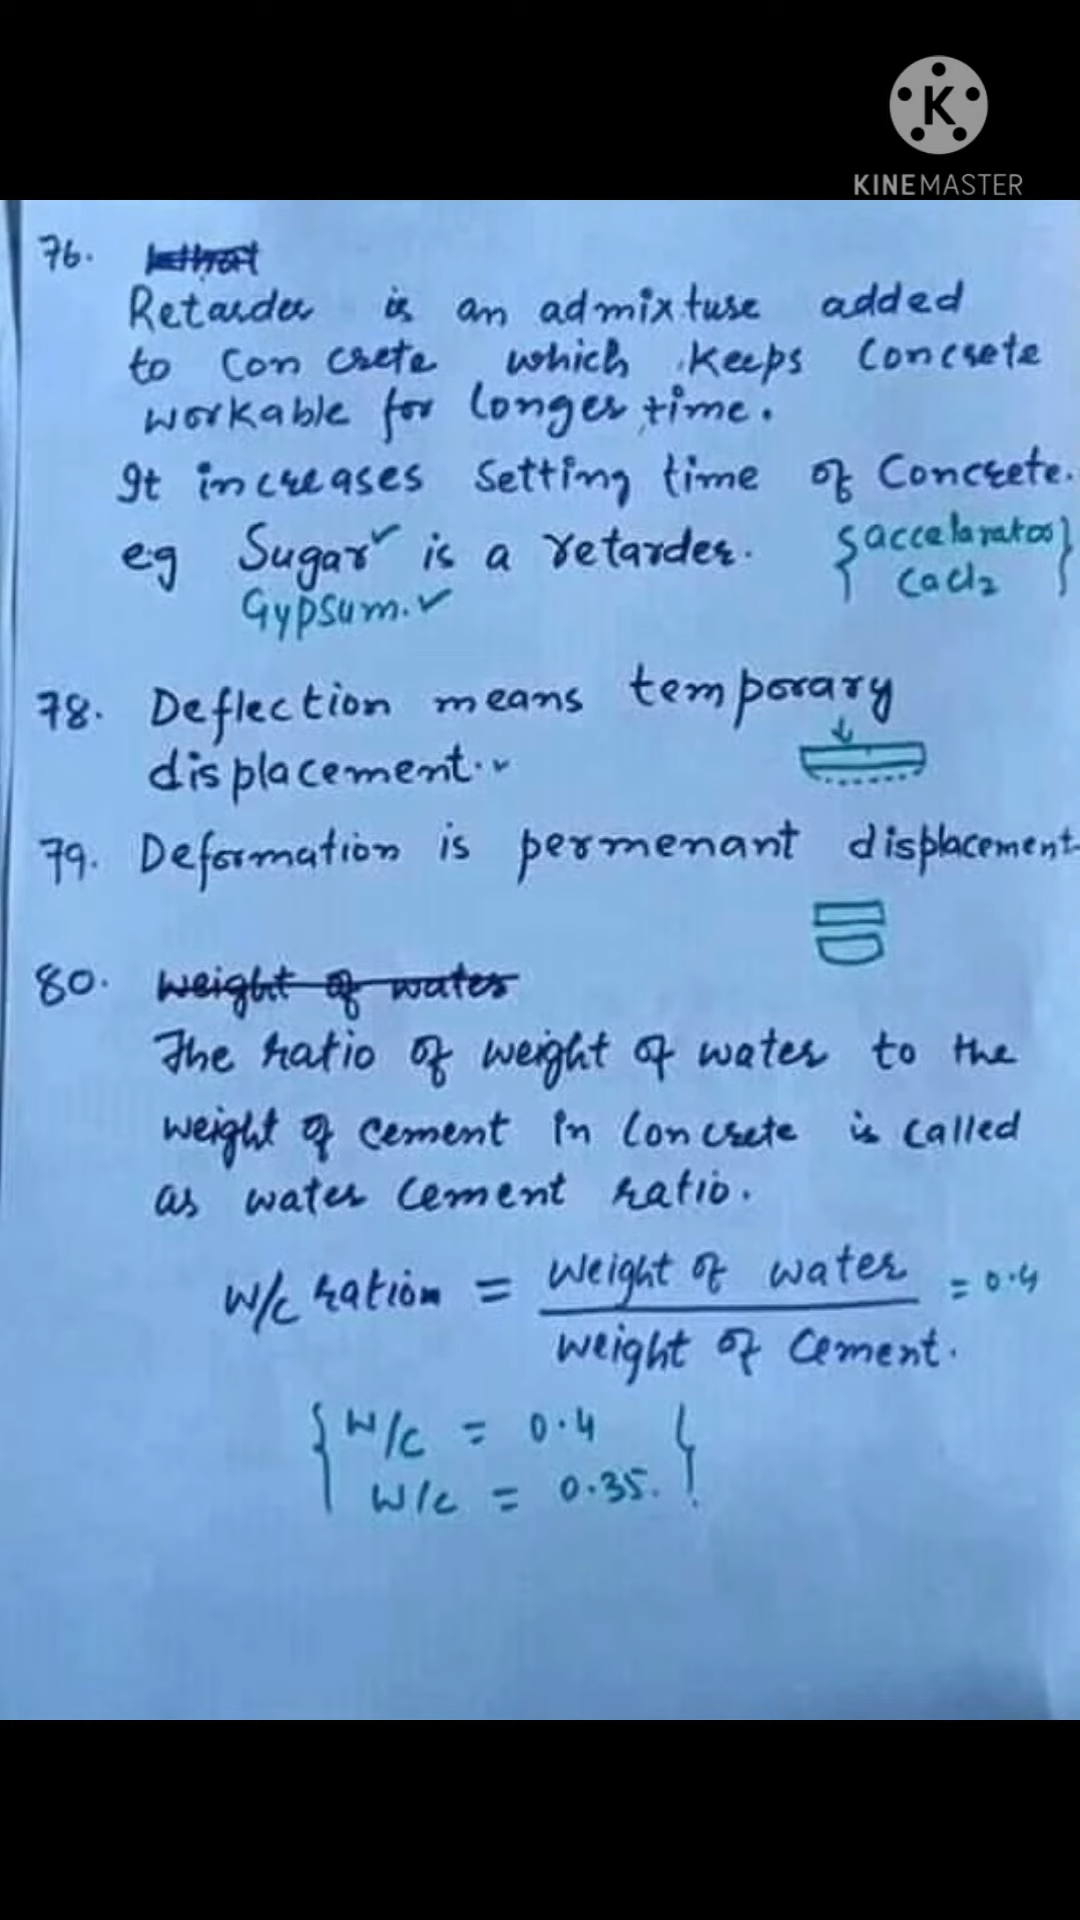 K
KINEMASTER
76.
Retarder is an admixture added
to concrete which keeps concrete
workable for longer time.
It increases setting time of Concrete.
e.g Sugar✓ is a retarder. {accelarator
Gypsum.✓ CaCl2}
78. Deflection means temporary
displacement.
79. Deformation is permenant displacement
80. weight of water
The ratio of weight of water to the
weight of cement in concrete is called
as water cement ratio.
W/c ration = weight of water / weight of Cement. = 0.4
{W/c = 0.4
W/c = 0.35.}